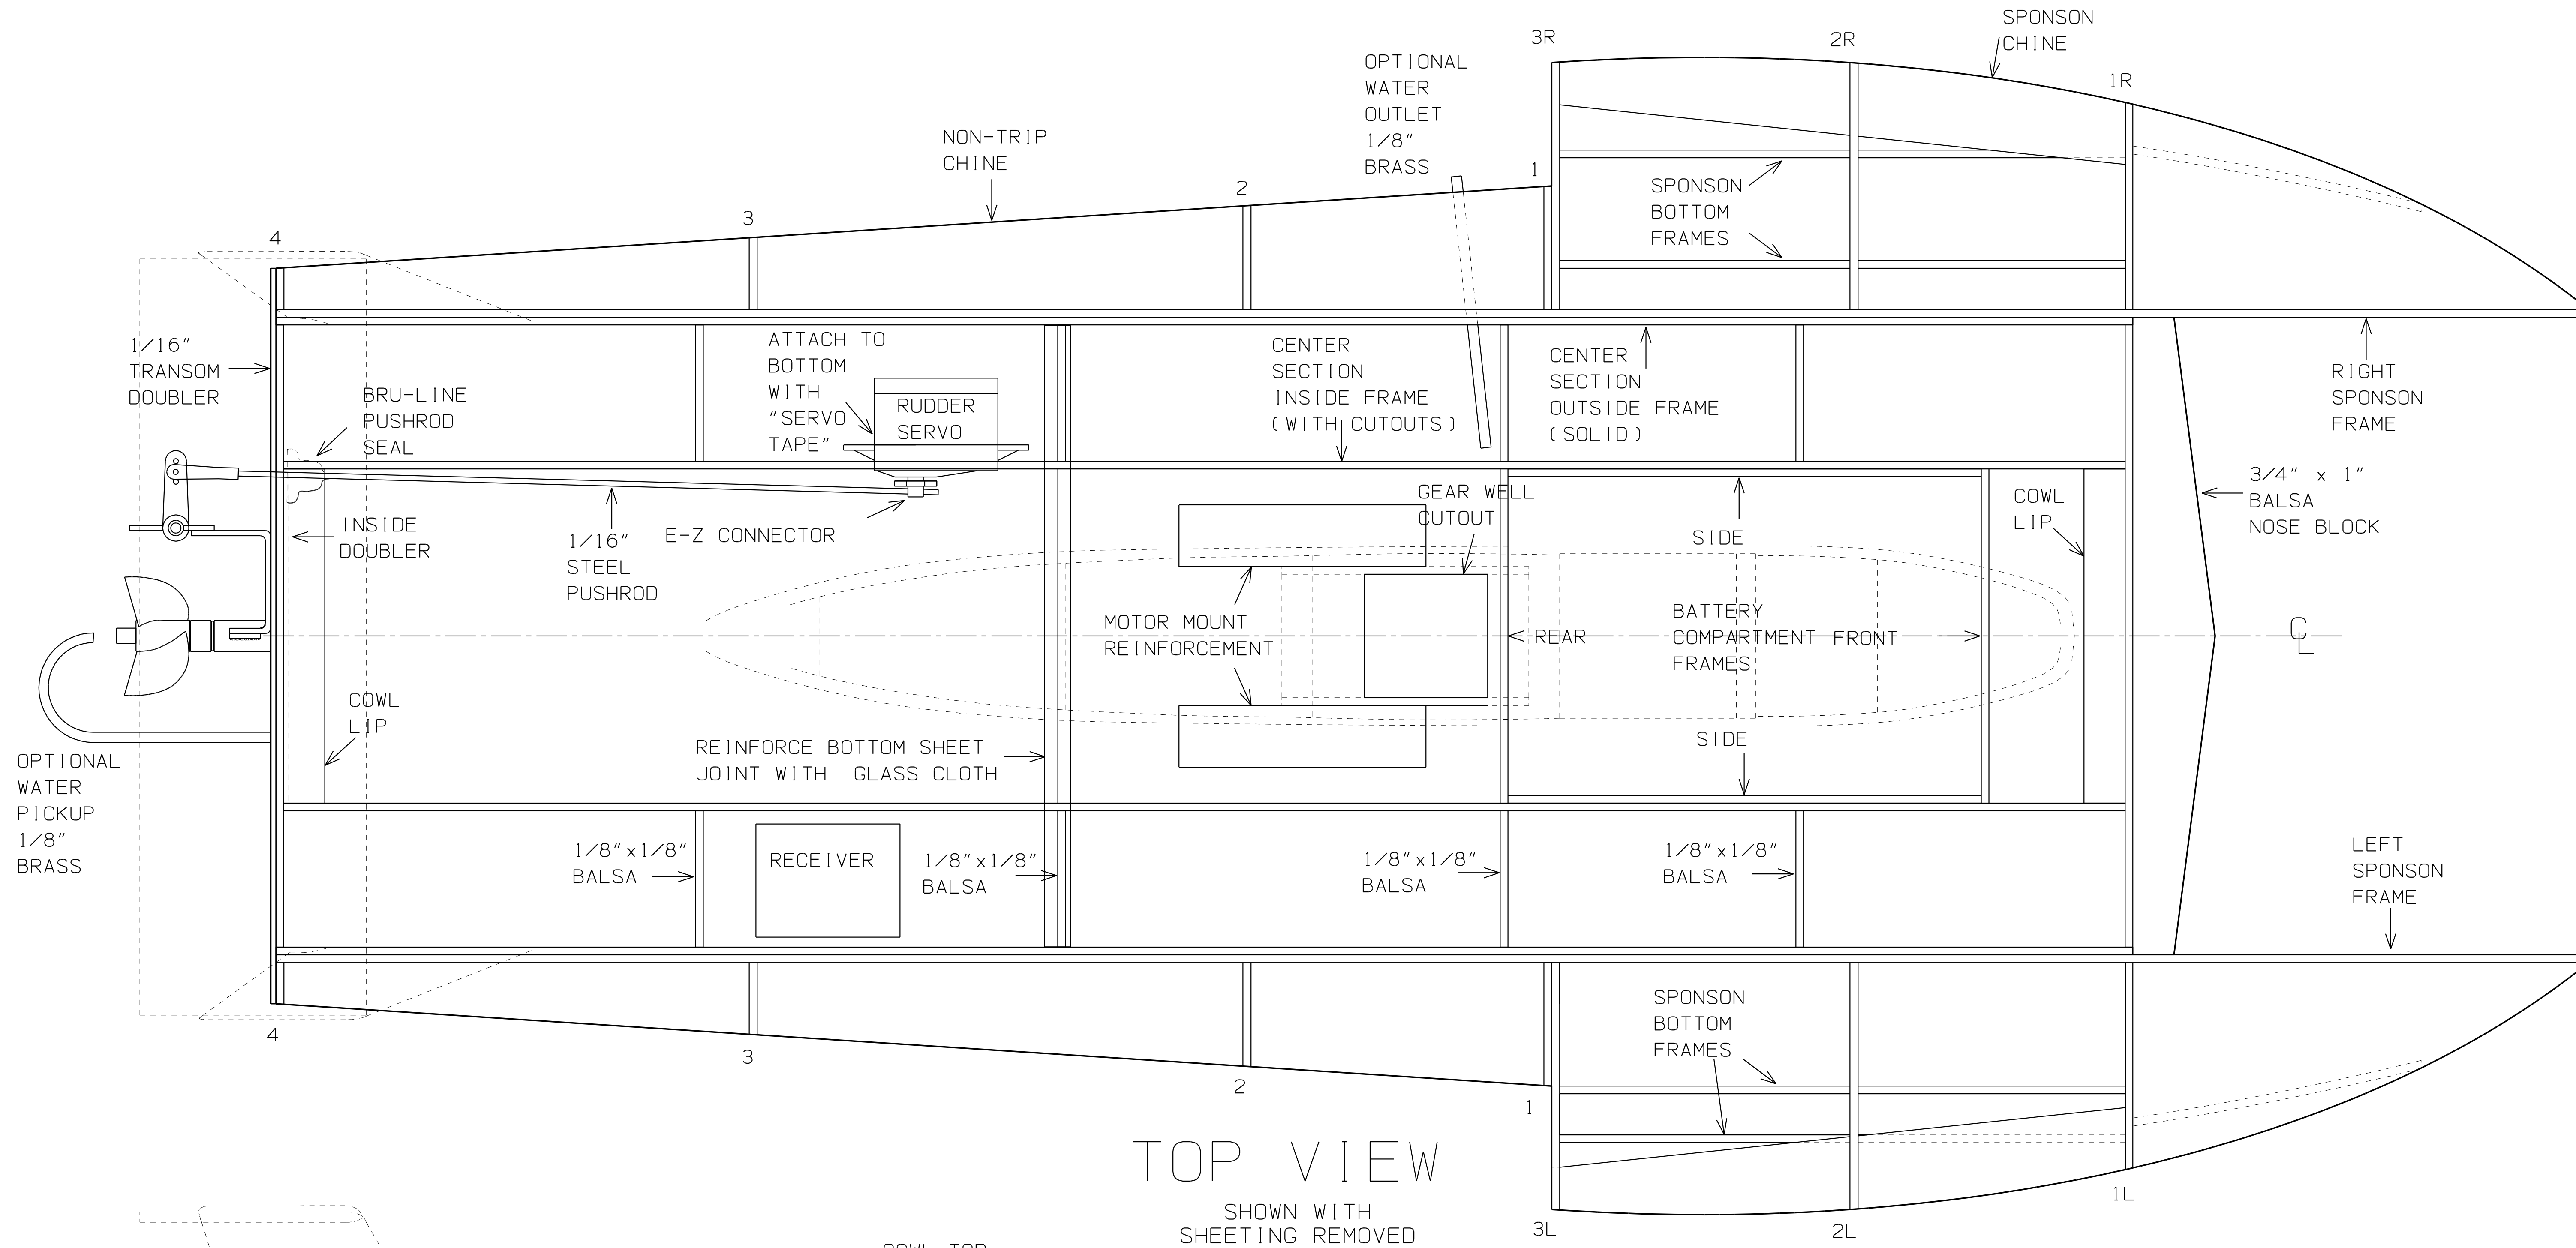 SPONSON
CHINE
3R
2R
1R
OPTIONAL
WATER
OUTLET
1/8"
BRASS
NON-TRIP
CHINE
1
2
3
4
SPONSON
BOTTOM
FRAMES
1/16"
TRANSOM
DOUBLER
BRU-LINE
PUSHROD
SEAL
ATTACH TO
BOTTOM
WITH
"SERVO
TAPE"
RUDDER
SERVO
CENTER
SECTION
INSIDE FRAME
(WITH CUTOUTS)
CENTER
SECTION
OUTSIDE FRAME
(SOLID)
RIGHT
SPONSON
FRAME
3/4" x 1"
BALSA
NOSE BLOCK
COWL
LIP
GEAR WELL
CUTOUT
SIDE
INSIDE
DOUBLER
1/16"
STEEL
PUSHROD
E-Z CONNECTOR
MOTOR MOUNT
REINFORCEMENT
REAR
BATTERY
COMPARTMENT FRONT
FRAMES
CL
COWL
LIP
REINFORCE BOTTOM SHEET
JOINT WITH GLASS CLOTH
SIDE
OPTIONAL
WATER
PICKUP
1/8"
BRASS
1/8"x1/8"
BALSA
RECEIVER
1/8"x1/8"
BALSA
1/8"x1/8"
BALSA
1/8"x1/8"
BALSA
LEFT
SPONSON
FRAME
SPONSON
BOTTOM
FRAMES
4
3
2
1
3L
2L
1L
TOP VIEW
SHOWN WITH
SHEETING REMOVED
COWL TOP